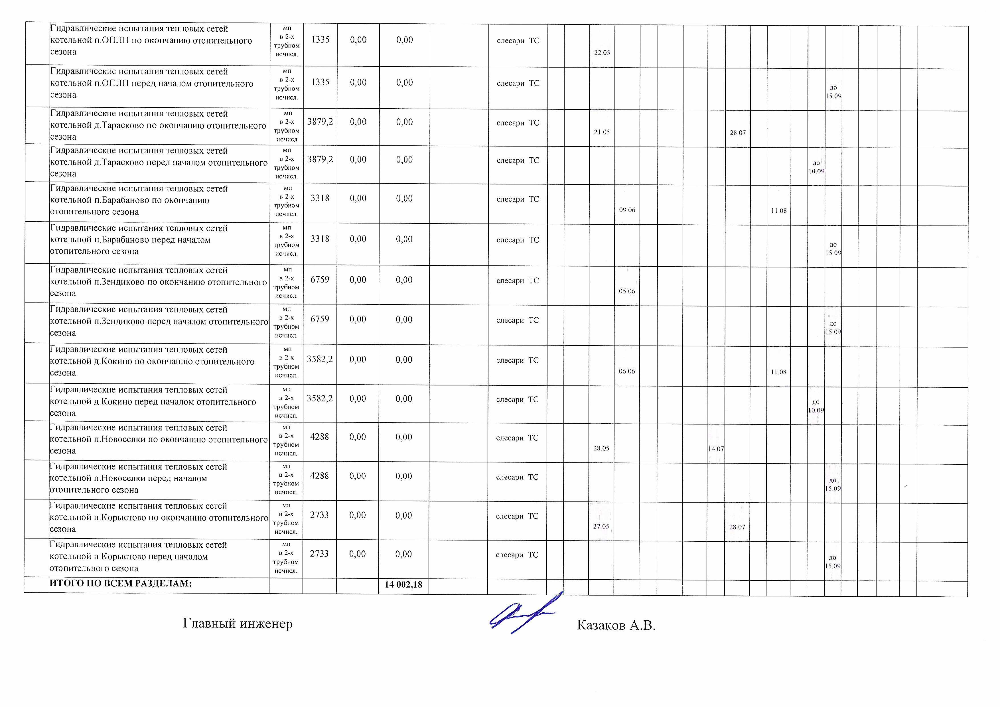 Гидравлические испытания тепловых сетей
котельной п.ОПЛП по окончанию отопительного
сезона
мп
в 2-х
трубном
исчисл.
1335 0,00 0,00 слесари ТС 22.05
Гидравлические испытания тепловых сетей
котельной п.ОПЛП перед началом отопительного
сезона
мп
в 2-х
трубном
исчисл.
1335 0,00 0,00 слесари ТС
до
15.09
Гидравлические испытания тепловых сетей
котельной д.Тарасково по окончанию отопительного
сезона
мп
в 2-х
трубном
исчисл
3879,2 0,00 0,00 слесари ТС 21.05 28.07
Гидравлические испытания тепловых сетей
котельной д.Тарасково перед началом отопительного
сезона
мп
в 2-х
трубном
исчисл.
3879,2 0,00 0,00 слесари ТС
до
10.09
Гидравлические испытания тепловых сетей
котельной п.Барабаново по окончанию
отопительного сезона
мп
в 2-х
трубном
исчисл.
3318 0,00 0,00 слесари ТС 09.06 11.08
Гидравлические испытания тепловых сетей
котельной п.Барабаново перед началом
отопительного сезона
мп
в 2-х
трубном
исчисл.
3318 0,00 0,00 слесари ТС
до
15.09
Гидравлические испытания тепловых сетей
котельной п.Зендиково по окончанию отопительного
сезона
мп
в 2-х
трубном
исчисл.
6759 0,00 0,00 слесари ТС 05.06
Гидравлические испытания тепловых сетей
котельной п.Зендиково перед началом отопительного
сезона
мп
в 2-х
трубном
исчисл.
6759 0,00 0,00 слесари ТС
до
15.09
Гидравлические испытания тепловых сетей
котельной д.Кокино по окончанию отопительного
сезона
мп
в 2-х
трубном
исчисл.
3582,2 0,00 0,00 слесари ТС 06.06 11.08
Гидравлические испытания тепловых сетей
котельной д.Кокино перед началом отопительного
сезона
мп
в 2-х
трубном
исчисл.
3582,2 0,00 0,00 слесари ТС
до
10.09
Гидравлические испытания тепловых сетей
котельной п.Новоселки по окончанию отопительного
сезона
мп
в 2-х
трубном
исчисл.
4288 0,00 0,00 слесари ТС 28.05 14.07
Гидравлические испытания тепловых сетей
котельной п.Новоселки перед началом
отопительного сезона
мп
в 2-х
трубном
исчисл.
4288 0,00 0,00 слесари ТС
до
15.09
Гидравлические испытания тепловых сетей
котельной п.Корыстово по окончанию отопительного
сезона
мп
в 2-х
трубном
исчисл.
2733 0,00 0,00 слесари ТС 27.05 28.07
Гидравлические испытания тепловых сетей
котельной п.Корыстово перед началом
отопительного сезона
мп
в 2-х
трубном
исчисл.
2733 0,00 0,00 слесари ТС
до
15.09
ИТОГО ПО ВСЕМ РАЗДЕЛАМ: 14 002,18
Главный инженер Казаков А.В.